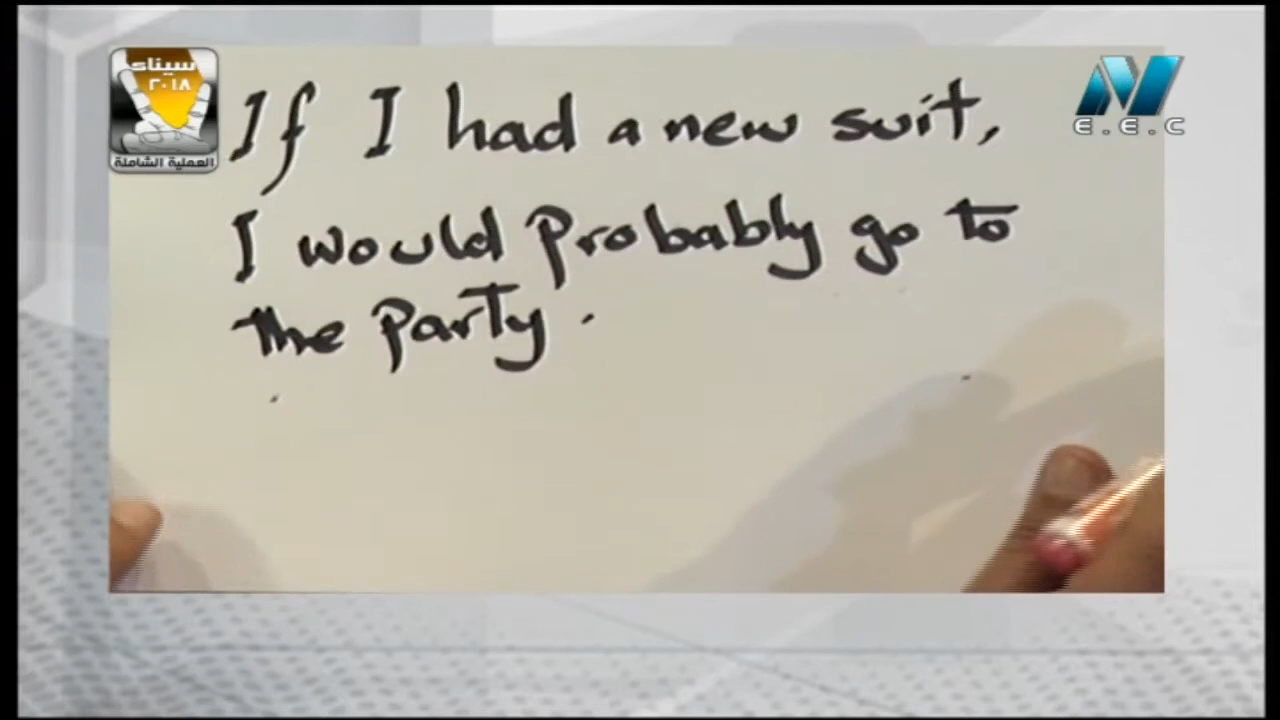 سيناء
٢٠١٨
العملية الشاملة
N
E.E.C
If I had a new suit,
I would probably go to
the party.